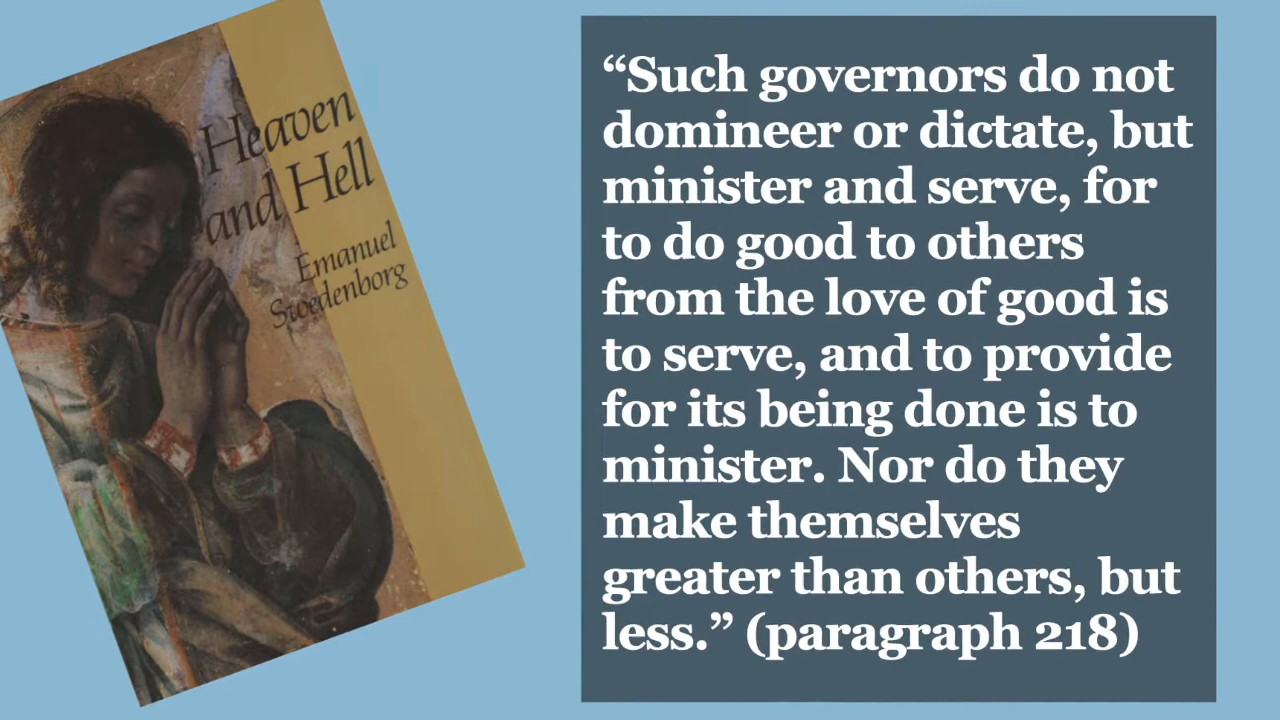 Heaven
and Hell
Emanuel
Swedenborg
“Such governors do not
domineer or dictate, but
minister and serve, for
to do good to others
from the love of good is
to serve, and to provide
for its being done is to
minister. Nor do they
make themselves
greater than others, but
less.” (paragraph 218)